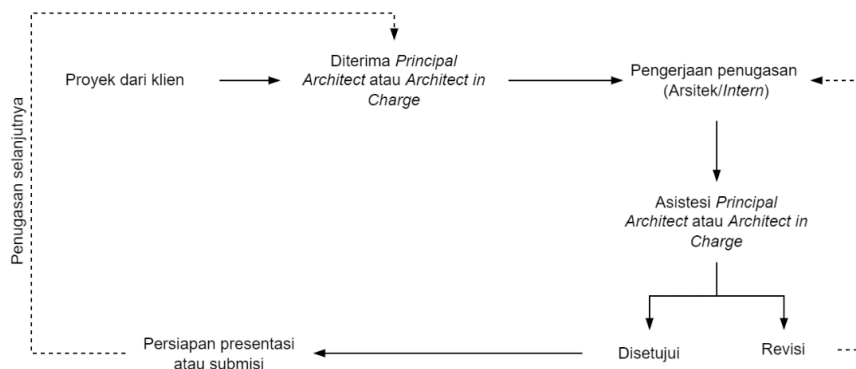 Proyek dari klien
Diterima Principal
Architect atau Architect in
Charge
Pengerjaan penugasan
(Arsitek/Intern)
Penugasan selanjutnya
Asistesi Principal
Architect atau Architect in
Charge
Persiapan presentasi
atau submisi
Disetujui
Revisi